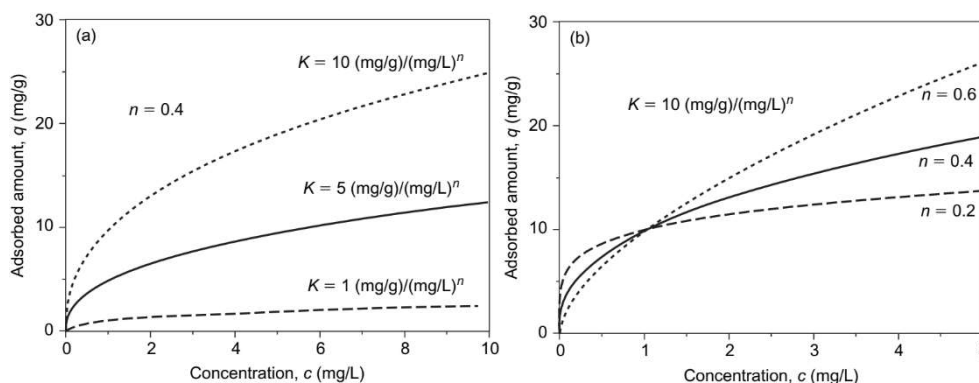 (a)
30
20
10
0
Adsorbed amount, q (mg/g)
K = 10 (mg/g)/(mg/L)ⁿ
n = 0.4
K = 5 (mg/g)/(mg/L)ⁿ
K = 1 (mg/g)/(mg/L)ⁿ
0 2 4 6 8 10
Concentration, c (mg/L)
(b)
30
20
10
0
Adsorbed amount, q (mg/g)
K = 10 (mg/g)/(mg/L)ⁿ
n = 0.6
n = 0.4
n = 0.2
0 1 2 3 4
Concentration, c (mg/L)